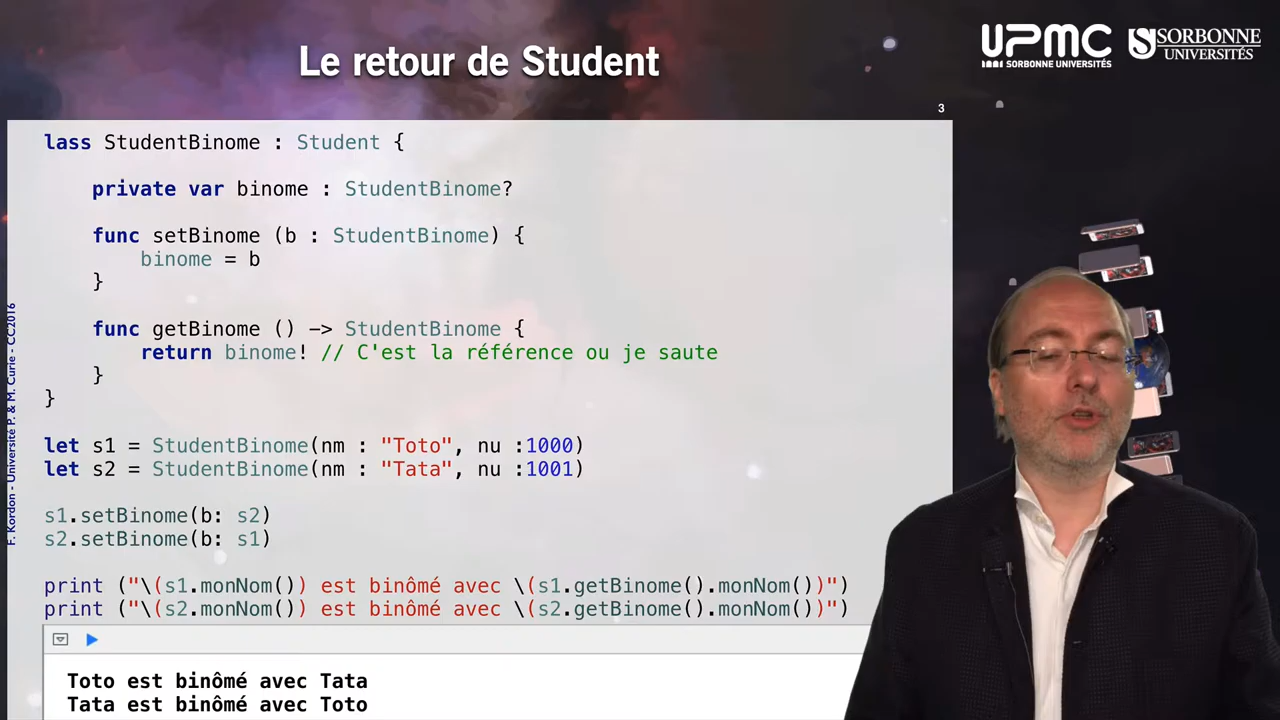 Le retour de Student
UPMC
SORBONNE UNIVERSITÉS
SORBONNE
UNIVERSITÉS
3
lass StudentBinome : Student {
private var binome : StudentBinome?
func setBinome (b : StudentBinome) {
binome = b
}
func getBinome () -> StudentBinome {
return binome! // C'est la référence ou je saute
}
}
let s1 = StudentBinome(nm : "Toto", nu :1000)
let s2 = StudentBinome(nm : "Tata", nu :1001)
s1.setBinome(b: s2)
s2.setBinome(b: s1)
print ("\(s1.monNom()) est binômé avec \(s1.getBinome().monNom())")
print ("\(s2.monNom()) est binômé avec \(s2.getBinome().monNom())")
Toto est binômé avec Tata
Tata est binômé avec Toto
F. Kordon - Université P. & M. Curie - CC2016